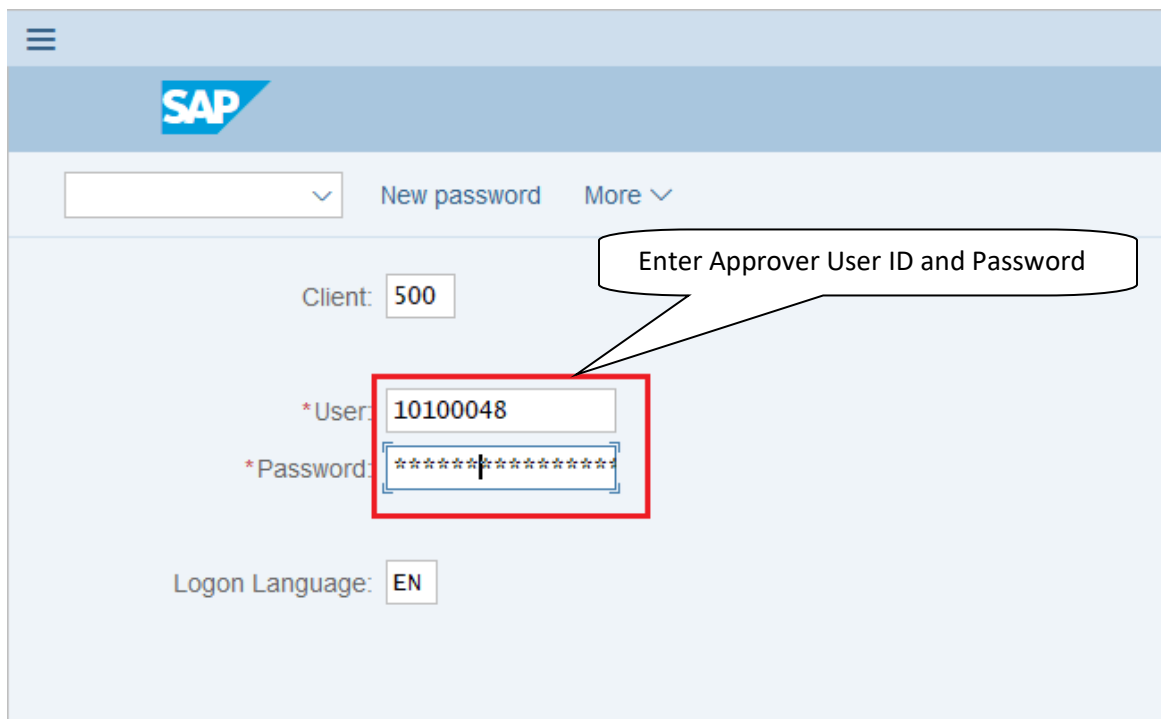 SAP
New password More
Enter Approver User ID and Password
Client: 500
*User: 10100048
*Password: *****************
Logon Language: EN